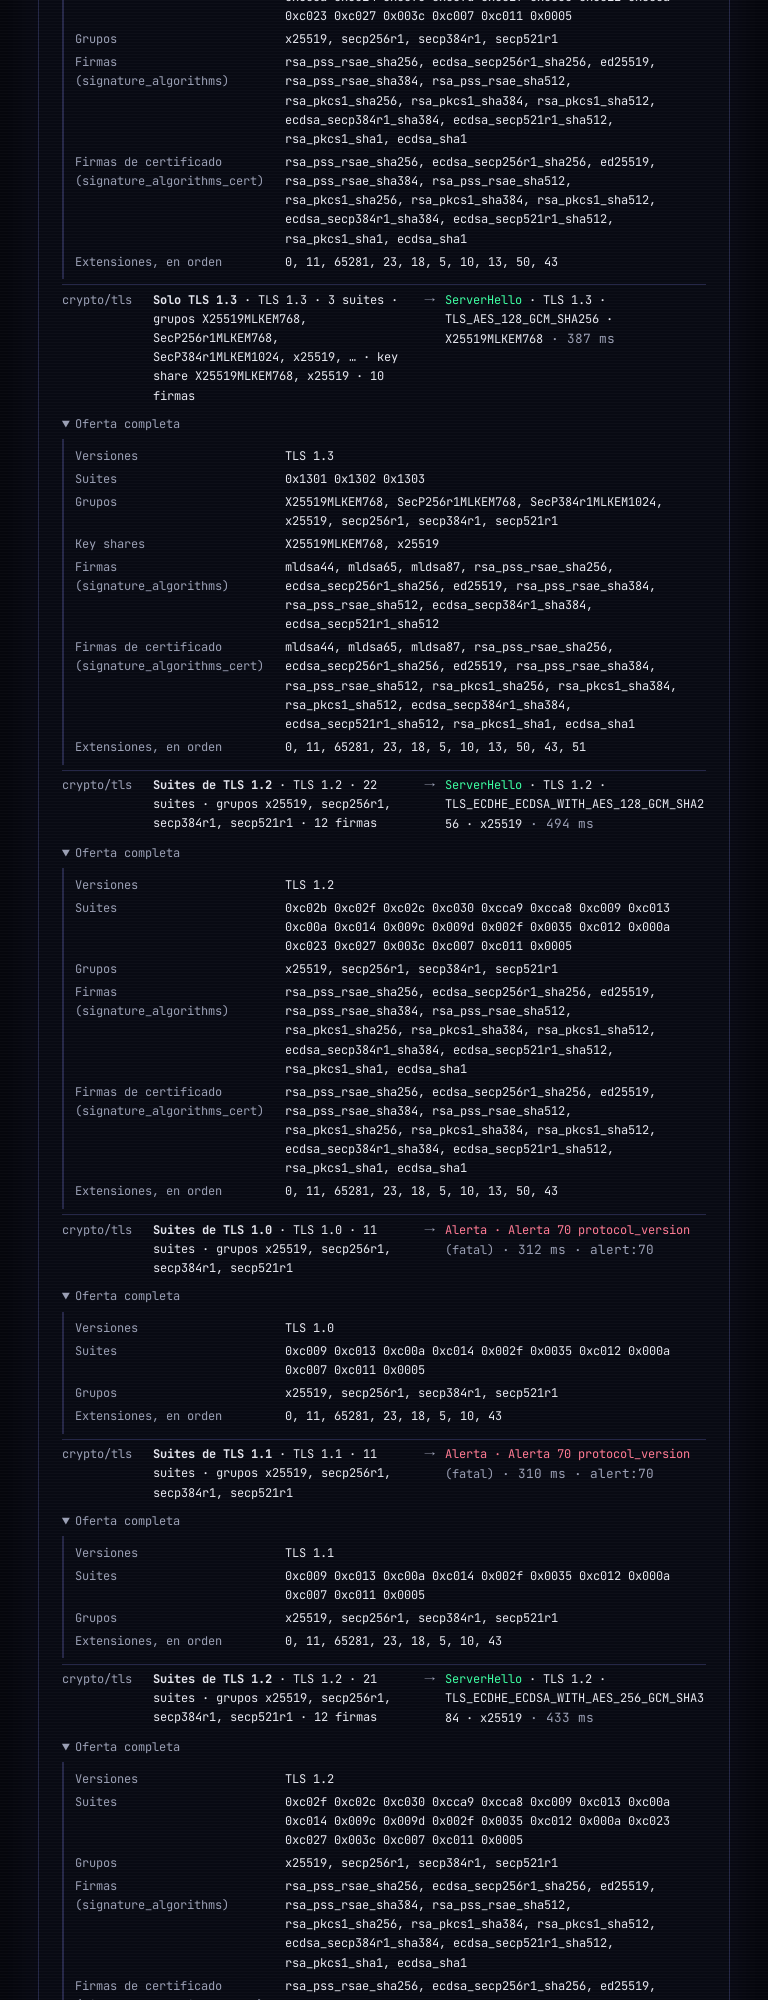 0xc023 0xc027 0x003c 0xc007 0xc011 0x0005
Grupos x25519, secp256r1, secp384r1, secp521r1
Firmas rsa_pss_rsae_sha256, ecdsa_secp256r1_sha256, ed25519,
(signature_algorithms) rsa_pss_rsae_sha384, rsa_pss_rsae_sha512,
rsa_pkcs1_sha256, rsa_pkcs1_sha384, rsa_pkcs1_sha512,
ecdsa_secp384r1_sha384, ecdsa_secp521r1_sha512,
rsa_pkcs1_sha1, ecdsa_sha1
Firmas de certificado rsa_pss_rsae_sha256, ecdsa_secp256r1_sha256, ed25519,
(signature_algorithms_cert) rsa_pss_rsae_sha384, rsa_pss_rsae_sha512,
rsa_pkcs1_sha256, rsa_pkcs1_sha384, rsa_pkcs1_sha512,
ecdsa_secp384r1_sha384, ecdsa_secp521r1_sha512,
rsa_pkcs1_sha1, ecdsa_sha1
Extensiones, en orden 0, 11, 65281, 23, 18, 5, 10, 13, 50, 43
crypto/tls Solo TLS 1.3 · TLS 1.3 · 3 suites · → ServerHello · TLS 1.3 ·
grupos X25519MLKEM768, TLS_AES_128_GCM_SHA256 ·
SecP256r1MLKEM768, X25519MLKEM768 · 387 ms
SecP384r1MLKEM1024, x25519, … · key
share X25519MLKEM768, x25519 · 10
firmas
▼ Oferta completa
Versiones TLS 1.3
Suites 0x1301 0x1302 0x1303
Grupos X25519MLKEM768, SecP256r1MLKEM768, SecP384r1MLKEM1024,
x25519, secp256r1, secp384r1, secp521r1
Key shares X25519MLKEM768, x25519
Firmas mldsa44, mldsa65, mldsa87, rsa_pss_rsae_sha256,
(signature_algorithms) ecdsa_secp256r1_sha256, ed25519, rsa_pss_rsae_sha384,
rsa_pss_rsae_sha512, ecdsa_secp384r1_sha384,
ecdsa_secp521r1_sha512
Firmas de certificado mldsa44, mldsa65, mldsa87, rsa_pss_rsae_sha256,
(signature_algorithms_cert) ecdsa_secp256r1_sha256, ed25519, rsa_pss_rsae_sha384,
rsa_pss_rsae_sha512, rsa_pkcs1_sha256, rsa_pkcs1_sha384,
rsa_pkcs1_sha512, ecdsa_secp384r1_sha384,
ecdsa_secp521r1_sha512, rsa_pkcs1_sha1, ecdsa_sha1
Extensiones, en orden 0, 11, 65281, 23, 18, 5, 10, 13, 50, 43, 51
crypto/tls Suites de TLS 1.2 · TLS 1.2 · 22 → ServerHello · TLS 1.2 ·
suites · grupos x25519, secp256r1, TLS_ECDHE_ECDSA_WITH_AES_128_GCM_SHA2
secp384r1, secp521r1 · 12 firmas 56 · x25519 · 494 ms
▼ Oferta completa
Versiones TLS 1.2
Suites 0xc02b 0xc02f 0xc02c 0xc030 0xcca9 0xcca8 0xc009 0xc013
0xc00a 0xc014 0x009c 0x009d 0x002f 0x0035 0xc012 0x000a
0xc023 0xc027 0x003c 0xc007 0xc011 0x0005
Grupos x25519, secp256r1, secp384r1, secp521r1
Firmas rsa_pss_rsae_sha256, ecdsa_secp256r1_sha256, ed25519,
(signature_algorithms) rsa_pss_rsae_sha384, rsa_pss_rsae_sha512,
rsa_pkcs1_sha256, rsa_pkcs1_sha384, rsa_pkcs1_sha512,
ecdsa_secp384r1_sha384, ecdsa_secp521r1_sha512,
rsa_pkcs1_sha1, ecdsa_sha1
Firmas de certificado rsa_pss_rsae_sha256, ecdsa_secp256r1_sha256, ed25519,
(signature_algorithms_cert) rsa_pss_rsae_sha384, rsa_pss_rsae_sha512,
rsa_pkcs1_sha256, rsa_pkcs1_sha384, rsa_pkcs1_sha512,
ecdsa_secp384r1_sha384, ecdsa_secp521r1_sha512,
rsa_pkcs1_sha1, ecdsa_sha1
Extensiones, en orden 0, 11, 65281, 23, 18, 5, 10, 13, 50, 43
crypto/tls Suites de TLS 1.0 · TLS 1.0 · 11 → Alerta · Alerta 70 protocol_version
suites · grupos x25519, secp256r1, (fatal) · 312 ms · alert:70
secp384r1, secp521r1
▼ Oferta completa
Versiones TLS 1.0
Suites 0xc009 0xc013 0xc00a 0xc014 0x002f 0x0035 0xc012 0x000a
0xc007 0xc011 0x0005
Grupos x25519, secp256r1, secp384r1, secp521r1
Extensiones, en orden 0, 11, 65281, 23, 18, 5, 10, 43
crypto/tls Suites de TLS 1.1 · TLS 1.1 · 11 → Alerta · Alerta 70 protocol_version
suites · grupos x25519, secp256r1, (fatal) · 310 ms · alert:70
secp384r1, secp521r1
▼ Oferta completa
Versiones TLS 1.1
Suites 0xc009 0xc013 0xc00a 0xc014 0x002f 0x0035 0xc012 0x000a
0xc007 0xc011 0x0005
Grupos x25519, secp256r1, secp384r1, secp521r1
Extensiones, en orden 0, 11, 65281, 23, 18, 5, 10, 43
crypto/tls Suites de TLS 1.2 · TLS 1.2 · 21 → ServerHello · TLS 1.2 ·
suites · grupos x25519, secp256r1, TLS_ECDHE_ECDSA_WITH_AES_256_GCM_SHA3
secp384r1, secp521r1 · 12 firmas 84 · x25519 · 433 ms
▼ Oferta completa
Versiones TLS 1.2
Suites 0xc02f 0xc02c 0xc030 0xcca9 0xcca8 0xc009 0xc013 0xc00a
0xc014 0x009c 0x009d 0x002f 0x0035 0xc012 0x000a 0xc023
0xc027 0x003c 0xc007 0xc011 0x0005
Grupos x25519, secp256r1, secp384r1, secp521r1
Firmas rsa_pss_rsae_sha256, ecdsa_secp256r1_sha256, ed25519,
(signature_algorithms) rsa_pss_rsae_sha384, rsa_pss_rsae_sha512,
rsa_pkcs1_sha256, rsa_pkcs1_sha384, rsa_pkcs1_sha512,
ecdsa_secp384r1_sha384, ecdsa_secp521r1_sha512,
rsa_pkcs1_sha1, ecdsa_sha1
Firmas de certificado rsa_pss_rsae_sha256, ecdsa_secp256r1_sha256, ed25519,